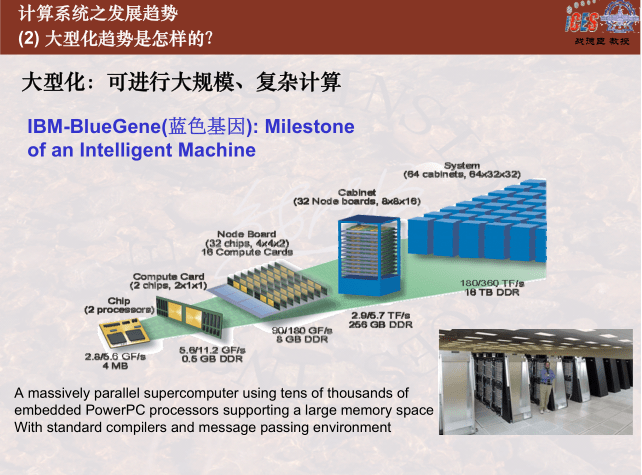 计算系统之发展趋势
(2) 大型化趋势是怎样的？
ICES
战德臣 教授
大型化：可进行大规模、复杂计算
IBM-BlueGene(蓝色基因): Milestone
of an Intelligent Machine
System
(64 cabinets, 64x32x32)
Cabinet
(32 Node boards, 8x8x16)
Node Board
(32 chips, 4x4x2)
16 Compute Cards
Compute Card
(2 chips, 2x1x1)
Chip
(2 processors)
180/360 TF/s
16 TB DDR
2.9/5.7 TF/s
256 GB DDR
90/180 GF/s
8 GB DDR
5.6/11.2 GF/s
0.5 GB DDR
2.8/5.6 GF/s
4 MB
A massively parallel supercomputer using tens of thousands of
embedded PowerPC processors supporting a large memory space
With standard compilers and message passing environment